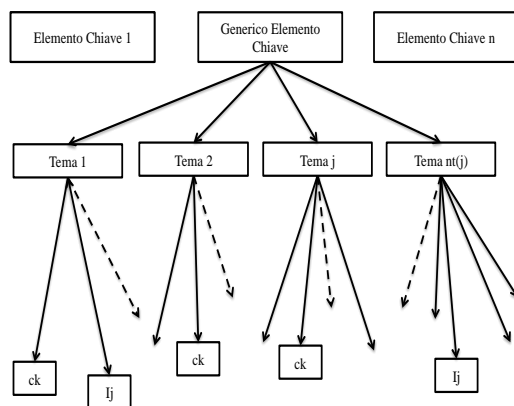 Elemento Chiave 1
Generico Elemento
Chiave
Elemento Chiave n
Tema 1
Tema 2
Tema j
Tema nt(j)
ck
Ij
ck
ck
Ij